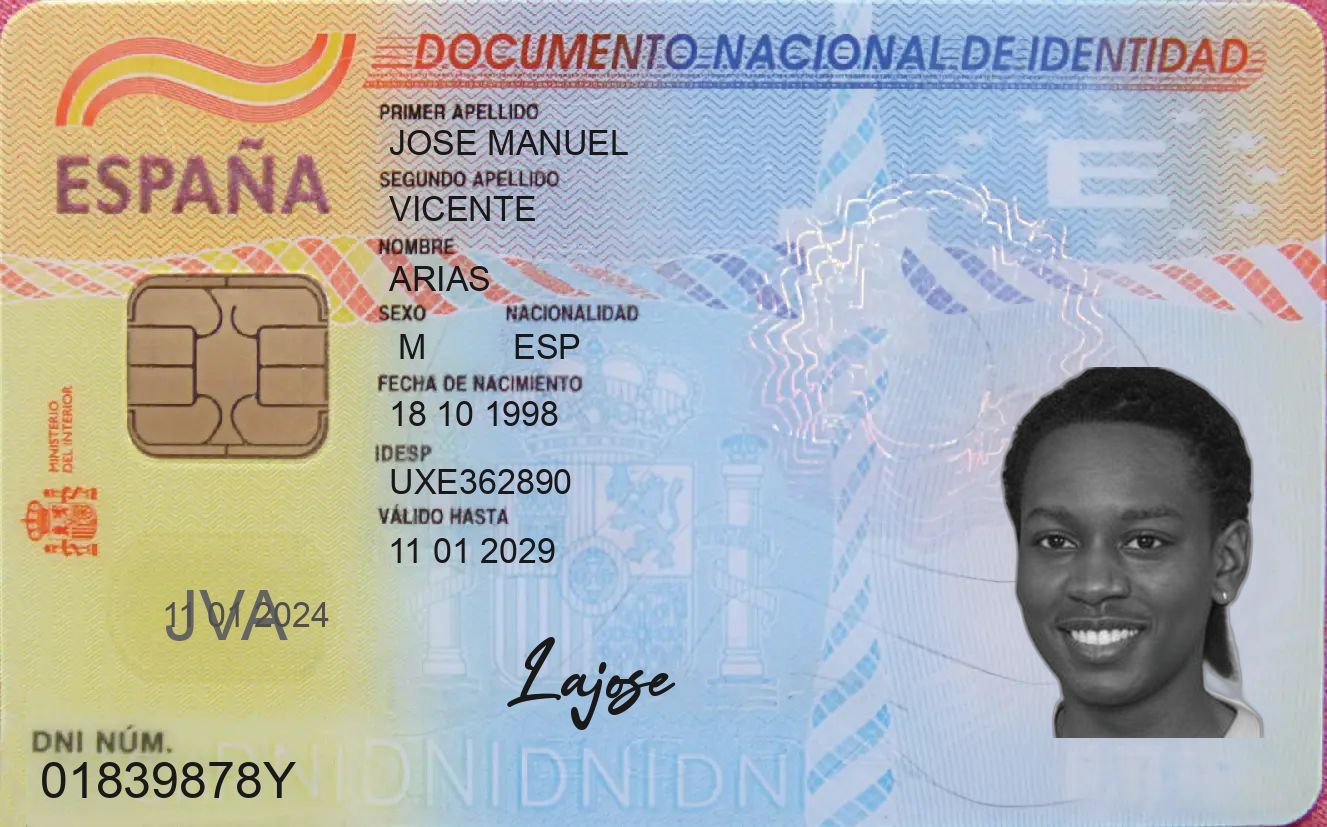 DOCUMENTO NACIONAL DE IDENTIDAD
ESPAÑA
PRIMER APELLIDO
JOSE MANUEL
SEGUNDO APELLIDO
VICENTE
NOMBRE
ARIAS
SEXO NACIONALIDAD
M ESP
FECHA DE NACIMIENTO
18 10 1998
IDESP
UXE362890
VÁLIDO HASTA
11 01 2029
MINISTERIO
DEL INTERIOR
E
JVA
11 01 2024
Lajose
DNI NÚM.
01839878Y
DNIDNIDNIDNI